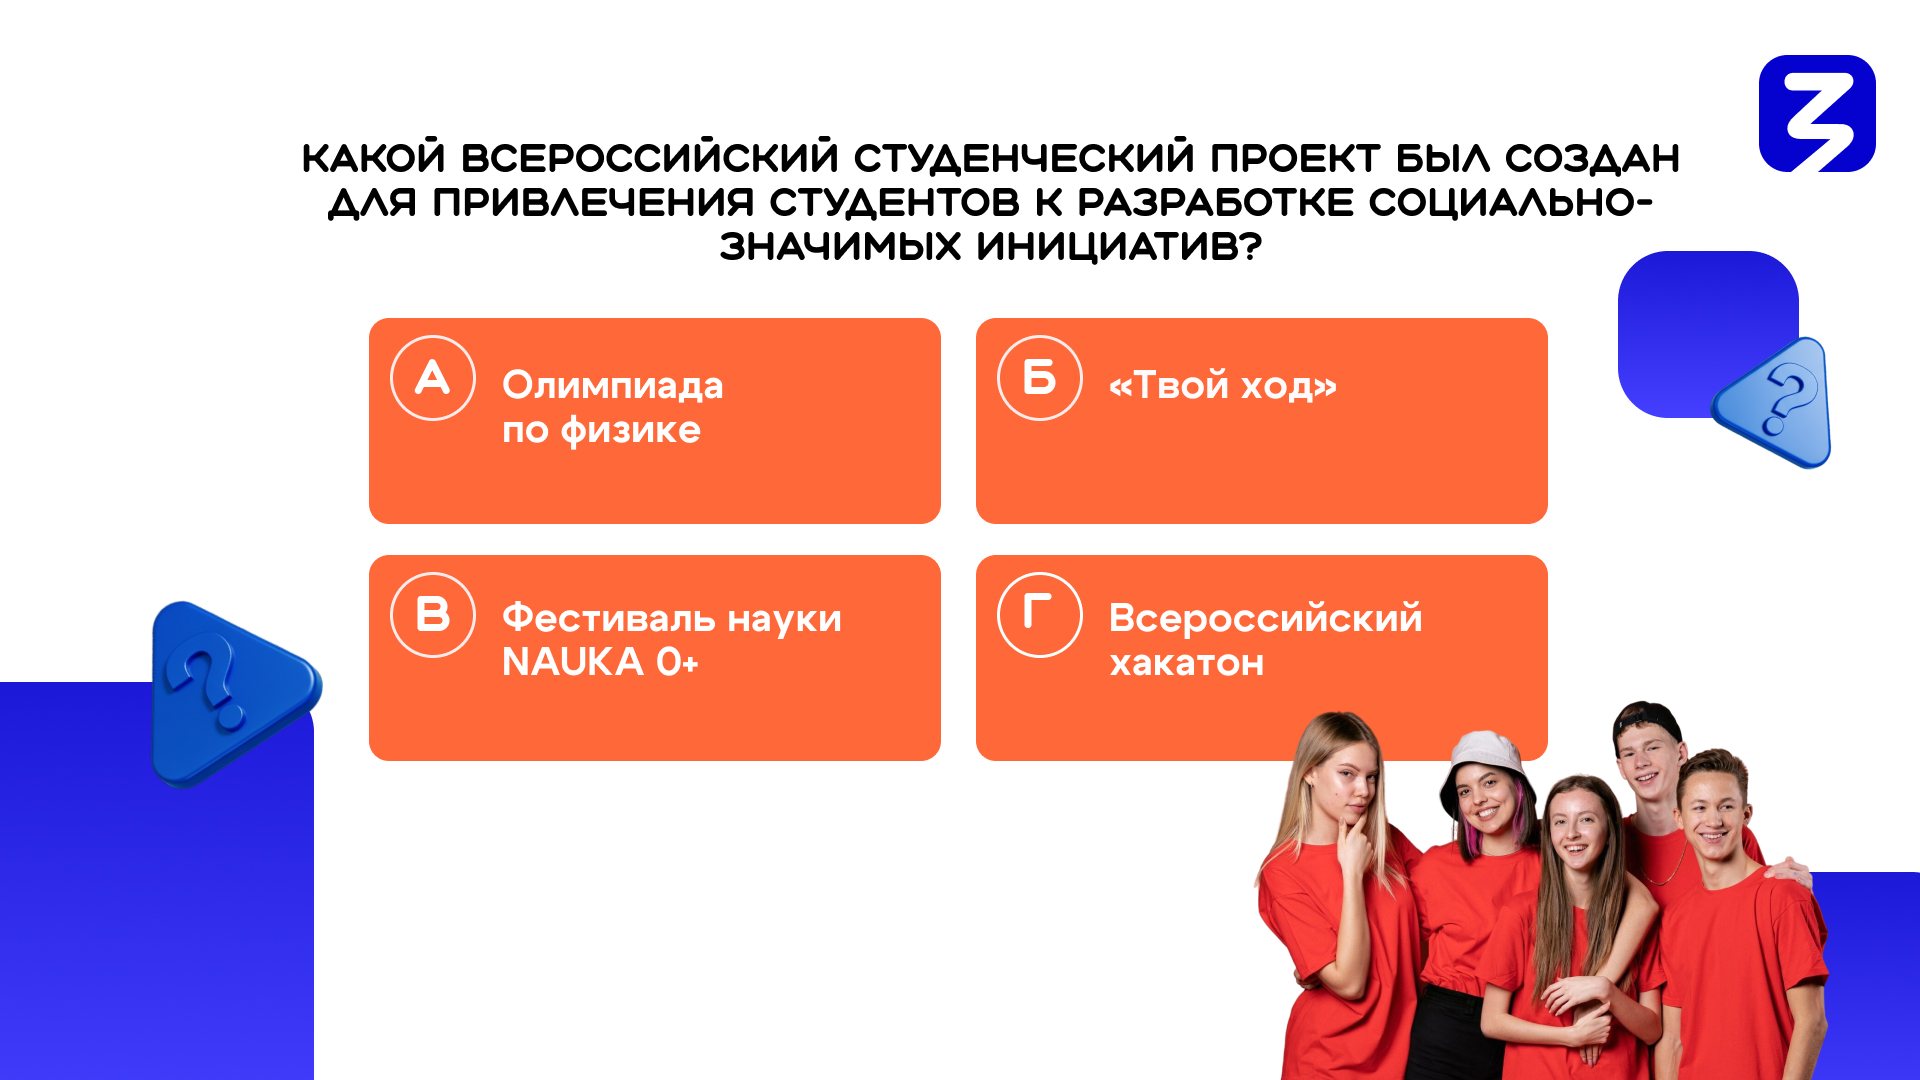 КАКОЙ ВСЕРОССИЙСКИЙ СТУДЕНЧЕСКИЙ ПРОЕКТ БЫЛ СОЗДАН
ДЛЯ ПРИВЛЕЧЕНИЯ СТУДЕНТОВ К РАЗРАБОТКЕ СОЦИАЛЬНО-
ЗНАЧИМЫХ ИНИЦИАТИВ?
А
Олимпиада
по физике
Б
«Твой ход»
В
Фестиваль науки
NAUKA 0+
Г
Всероссийский
хакатон
?
?